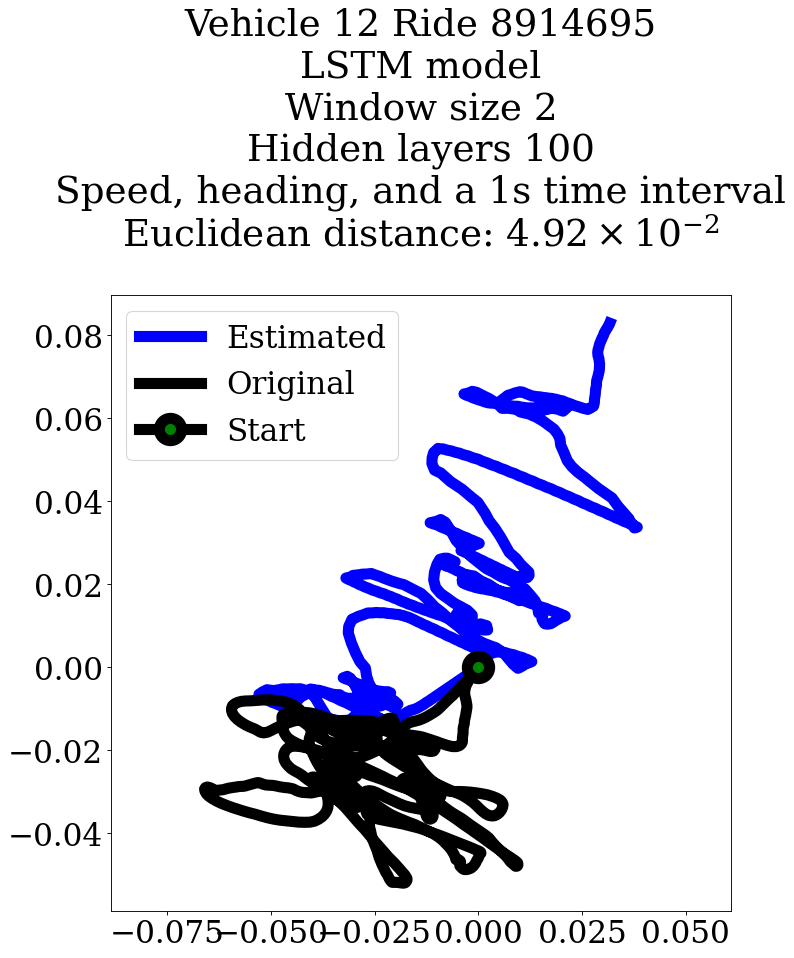 Vehicle 12 Ride 8914695
LSTM model
Window size 2
Hidden layers 100
Speed, heading, and a 1s time interval
Euclidean distance: 4.92 × 10⁻²
Estimated
Original
Start
0.08
0.06
0.04
0.02
0.00
−0.02
−0.04
−0.075 −0.050 −0.025 0.000 0.025 0.050